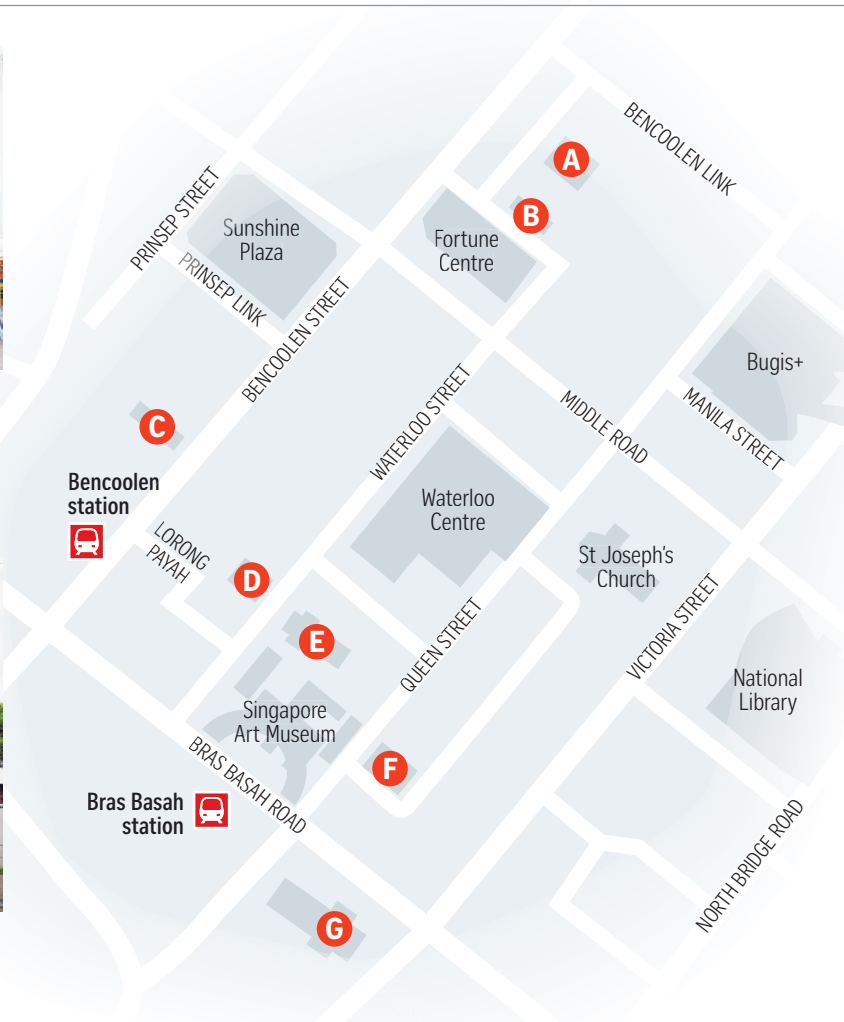 BENCOOLEN LINK
A
B
PRINSEP STREET
Sunshine
Plaza
Fortune
Centre
PRINSEP LINK
BENCOOLEN STREET
Bugis+
WATERLOO STREET
MIDDLE ROAD
MANILA STREET
C
Bencoolen
station
Waterloo
Centre
LORONG
PAYAH
D
St Joseph's
Church
E
QUEEN STREET
VICTORIA STREET
National
Library
Singapore
Art Museum
BRAS BASAH ROAD
F
Bras Basah
station
NORTH BRIDGE ROAD
G